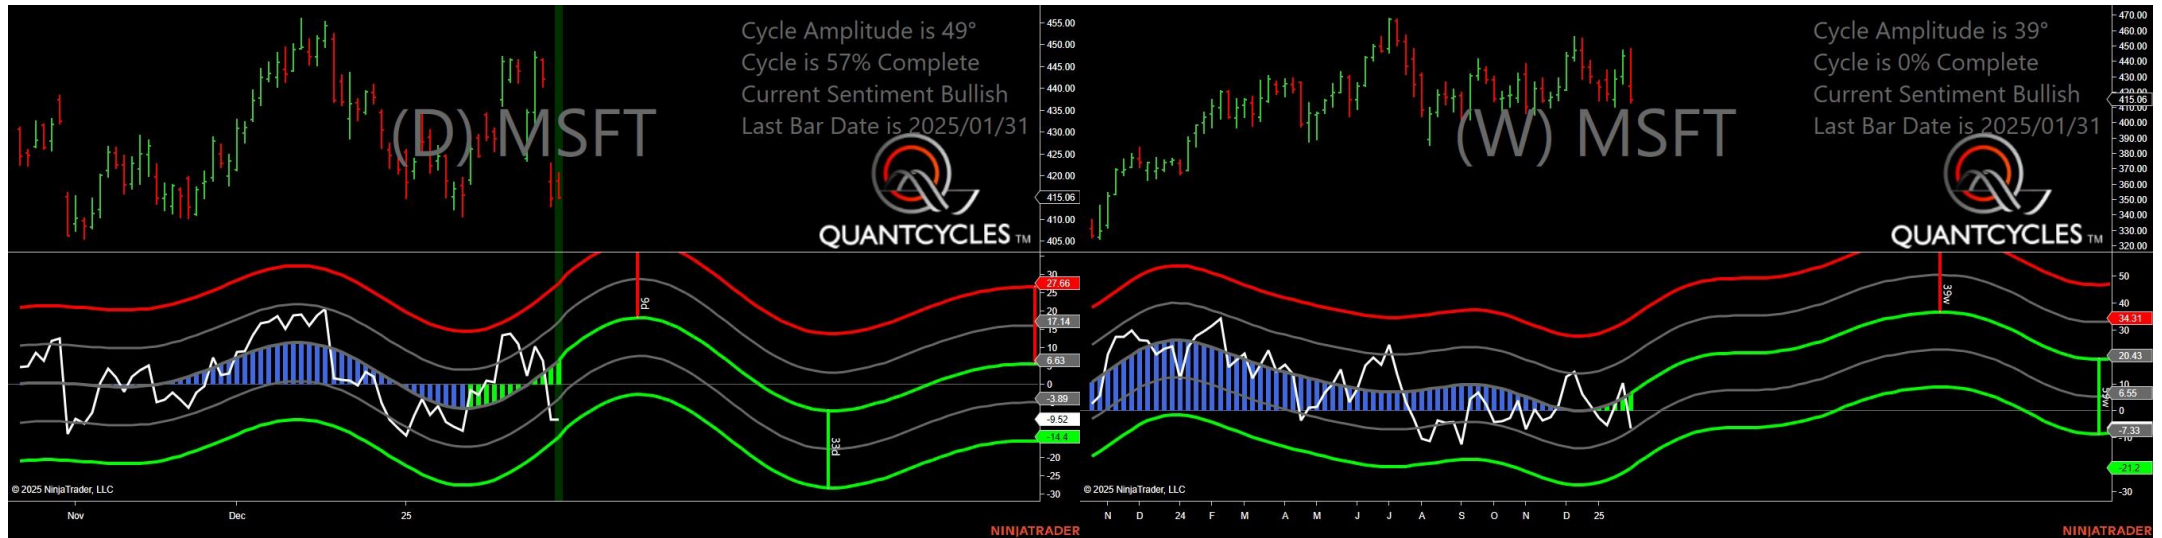 Cycle Amplitude is 49°
Cycle is 57% Complete
Current Sentiment Bullish
Last Bar Date is 2025/01/31
(D) MSFT
QUANTCYCLES TM
455.00
450.00
445.00
440.00
435.00
430.00
425.00
420.00
415.06
410.00
405.00
30
27.66
25
20
17.14
15
10
6.63
0
-3.89
-9.52
-14.4
-20
-25
-30
9d
33d
© 2025 NinjaTrader, LLC
Nov
Dec
25
NINJATRADER
Cycle Amplitude is 39°
Cycle is 0% Complete
Current Sentiment Bullish
Last Bar Date is 2025/01/31
(W) MSFT
QUANTCYCLES TM
470.00
460.00
450.00
440.00
430.00
420.00
415.06
400.00
390.00
380.00
370.00
360.00
350.00
340.00
330.00
320.00
50
40
34.31
30
20.43
10
6.55
0
-7.33
-10
-21.2
-30
39w
© 2025 NinjaTrader, LLC
N D 24 F M A M J J A S O N D 25
NINJATRADER